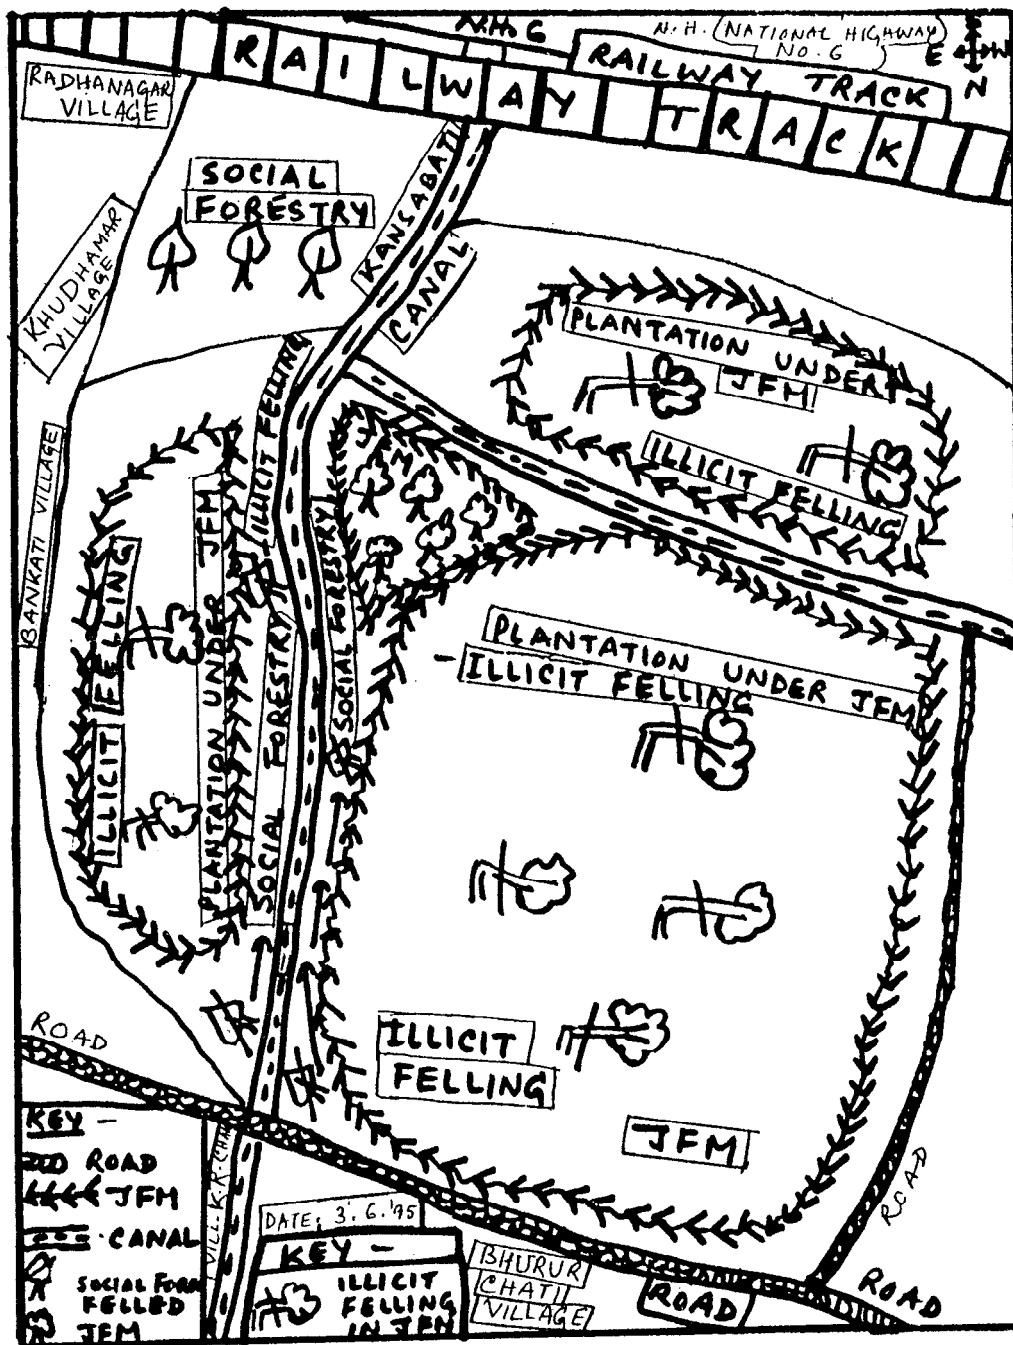 N.H.6
N.H. (NATIONAL HIGHWAY)
NO. 6
E W
N
RAILWAY TRACK
RAILWAY TRACK
RADHANAGAR
VILLAGE
SOCIAL
FORESTRY
KANSABATI
CANAL
KHUDHAMAR
VILLAGE
PLANTATION UNDER
JFM
ILLICIT FELLING
ILLICIT FELLING
BANKATI VILLAGE
ILLICIT FELLING
PLANTATION UNDER JFM
SOCIAL FORESTRY
SOCIAL FORESTRY
PLANTATION UNDER JFM
- ILLICIT FELLING
ILLICIT
FELLING
JFM
ROAD
ROAD
KEY -
ROAD
JFM
CANAL
SOCIAL
FELLED
JFM
VILL. K.R.
DATE: 3.6.'95
KEY -
ILLICIT
FELLING
IN JFM
BHURUR
CHATI
VILLAGE
ROAD
ROAD